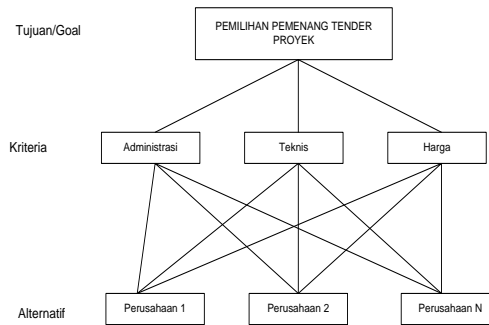 Tujuan/Goal
PEMILIHAN PEMENANG TENDER
PROYEK
Kriteria
Administrasi
Teknis
Harga
Alternatif
Perusahaan 1
Perusahaan 2
Perusahaan N